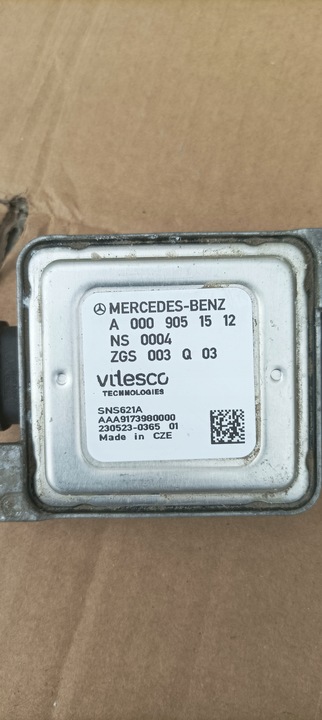 MERCEDES-BENZ
A 000 905 15 12
NS 0004
ZGS 003 Q 03
vitesco
TECHNOLOGIES
SNS621A
AAA9173980000
230523-0365 01
Made in CZE